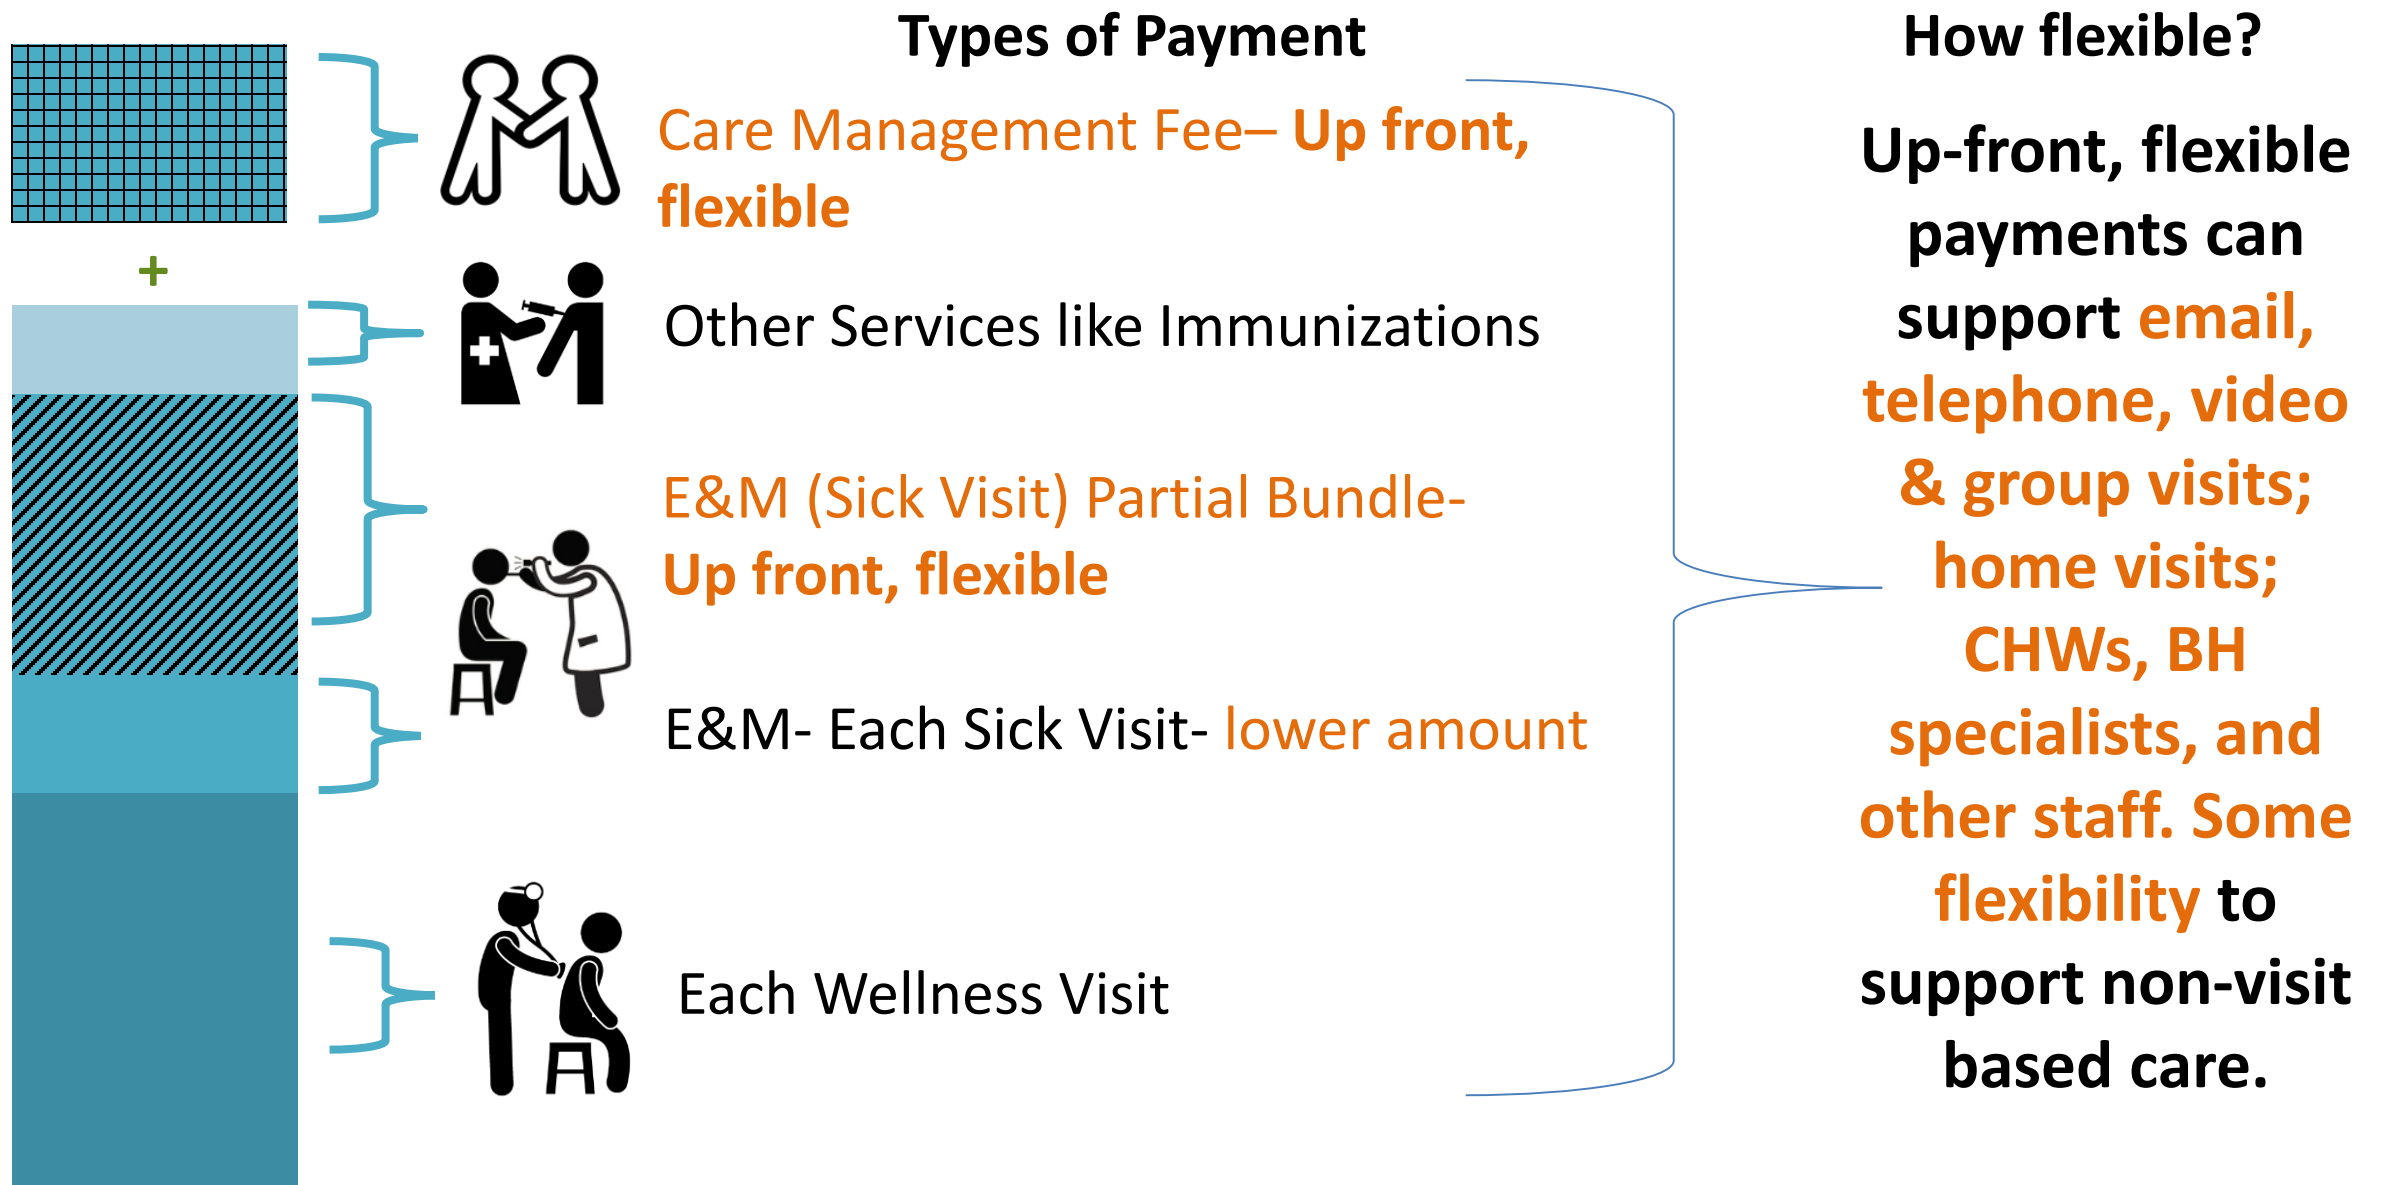 Types of Payment
How flexible?
Care Management Fee– Up front,
flexible
+
Other Services like Immunizations
E&M (Sick Visit) Partial Bundle-
Up front, flexible
E&M- Each Sick Visit- lower amount
Each Wellness Visit
Up-front, flexible
payments can
support email,
telephone, video
& group visits;
home visits;
CHWs, BH
specialists, and
other staff. Some
flexibility to
support non-visit
based care.